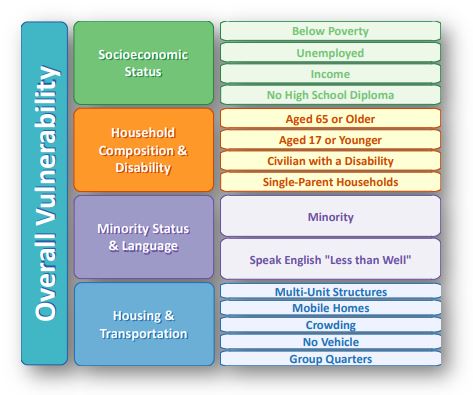 Overall Vulnerability
Socioeconomic
Status
Below Poverty
Unemployed
Income
No High School Diploma
Household
Composition &
Disability
Aged 65 or Older
Aged 17 or Younger
Civilian with a Disability
Single-Parent Households
Minority Status
& Language
Minority
Speak English "Less than Well"
Housing &
Transportation
Multi-Unit Structures
Mobile Homes
Crowding
No Vehicle
Group Quarters